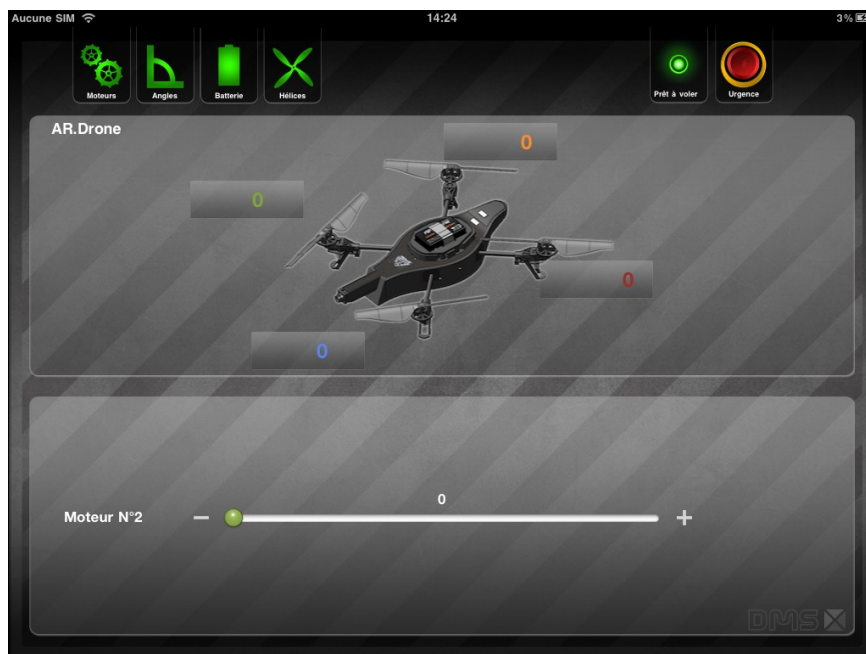 Aucune SIM
14:24
3%
Moteurs
Angles
Batterie
Hélices
Prêt à voler
Urgence
AR.Drone
0
0
0
0
0
Moteur N°2
DMS